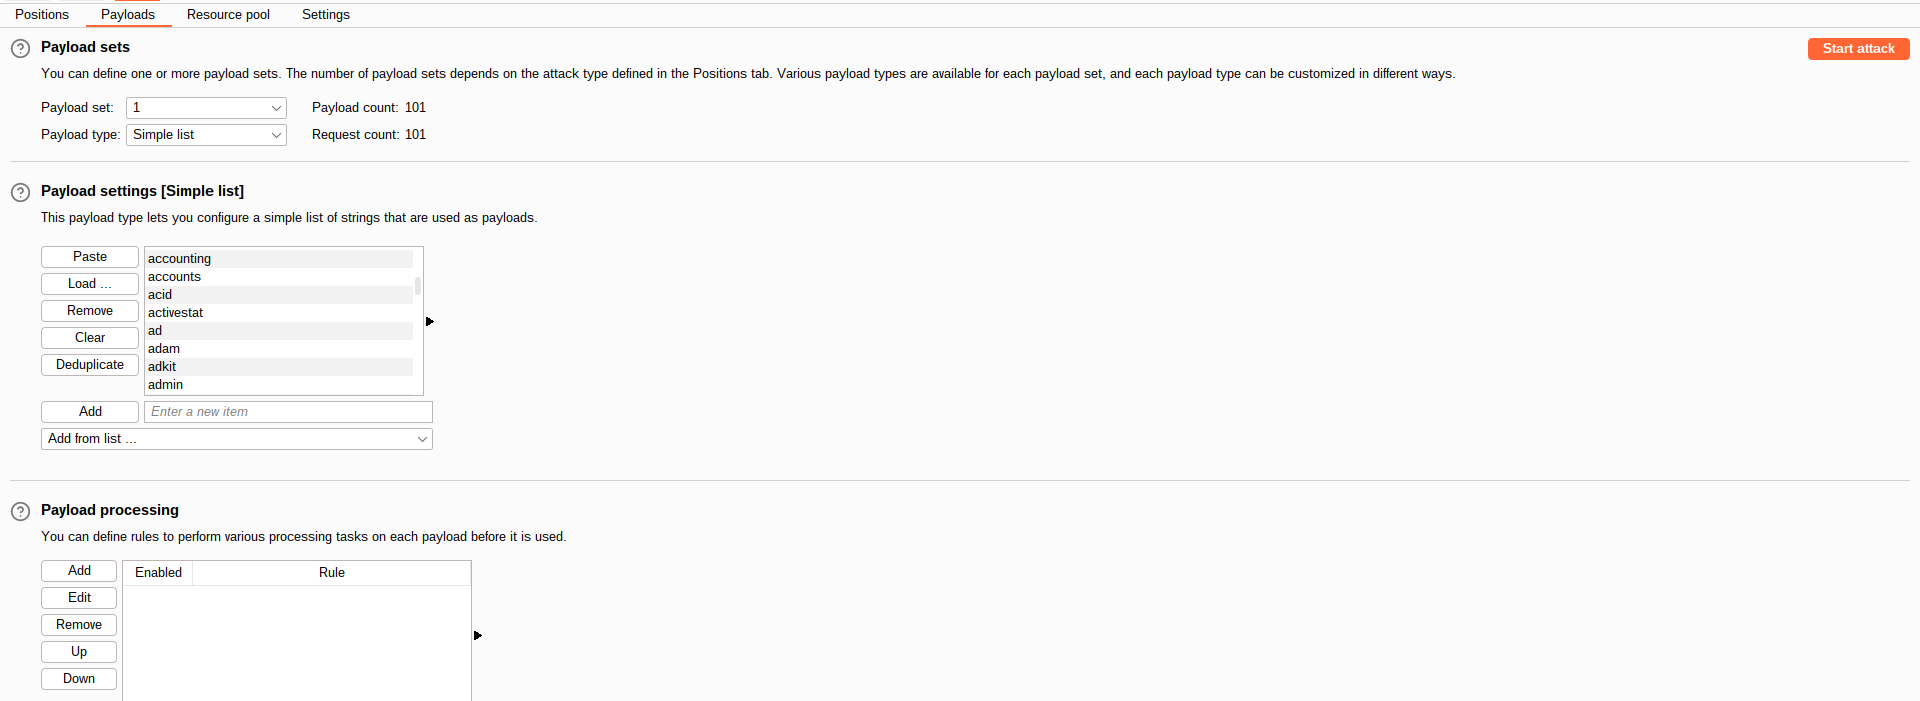 Positions Payloads Resource pool Settings
Payload sets
Start attack
You can define one or more payload sets. The number of payload sets depends on the attack type defined in the Positions tab. Various payload types are available for each payload set, and each payload type can be customized in different ways.
Payload set: 1 Payload count: 101
Payload type: Simple list Request count: 101
Payload settings [Simple list]
This payload type lets you configure a simple list of strings that are used as payloads.
Paste
Load ...
Remove
Clear
Deduplicate
accounting
accounts
acid
activestat
ad
adam
adkit
admin
Add Enter a new item
Add from list ...
Payload processing
You can define rules to perform various processing tasks on each payload before it is used.
Add
Edit
Remove
Up
Down
Enabled Rule